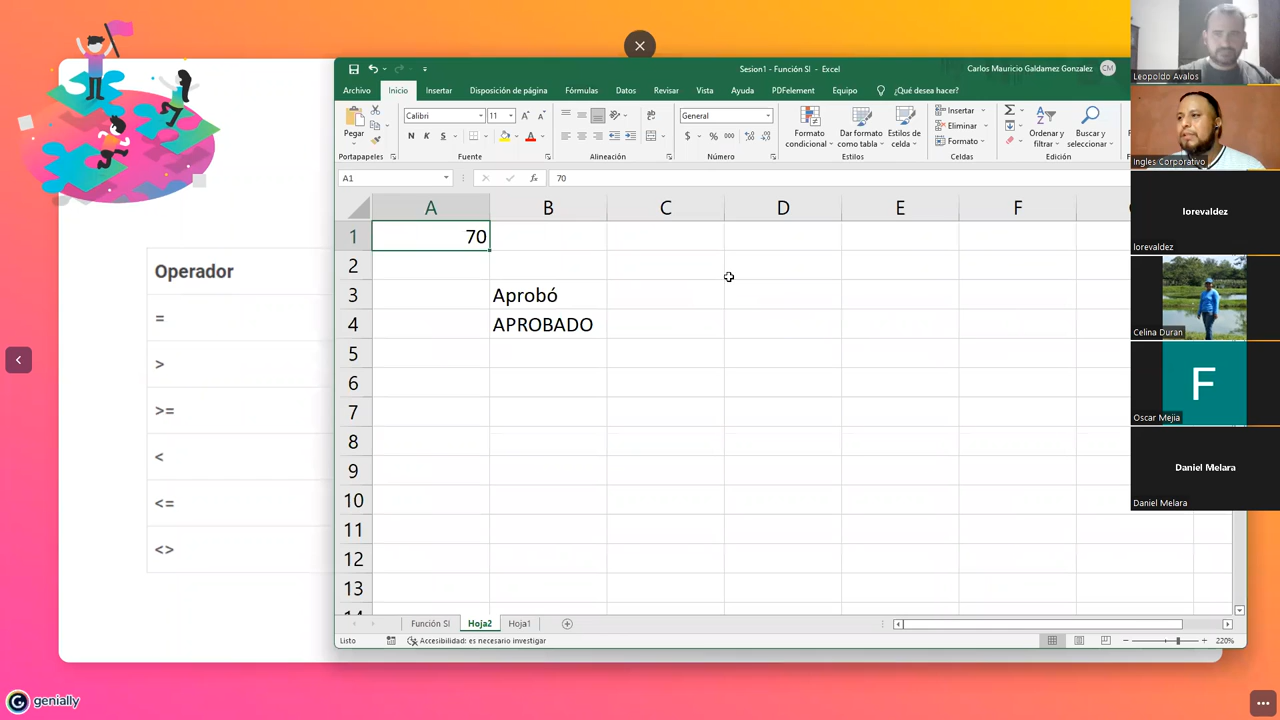 Sesion1 - Función SI - Excel
Carlos Mauricio Galdamez Gonzalez
CM
Archivo
Inicio
Insertar
Disposición de página
Fórmulas
Datos
Revisar
Vista
Ayuda
PDFelement
Equipo
¿Qué desea hacer?
Pegar
Calibri
11
N
K
S
General
$
%
000
Formato condicional
Dar formato como tabla
Estilos de celda
Insertar
Eliminar
Formato
Ordenar y filtrar
Buscar y seleccionar
Portapapeles
Fuente
Alineación
Número
Estilos
Celdas
Edición
A1
fx
70
A
B
C
D
E
F
1
70
2
3
Aprobó
4
APROBADO
5
6
7
8
9
10
11
12
13
14
Función SI
Hoja2
Hoja1
Listo
Accesibilidad: es necesario investigar
220%
Operador
=
>
>=
<
<=
<>
Leopoldo Avalos
Ingles Corporativo
lorevaldez
lorevaldez
Celina Duran
F
Oscar Mejia
Daniel Melara
Daniel Melara
genially